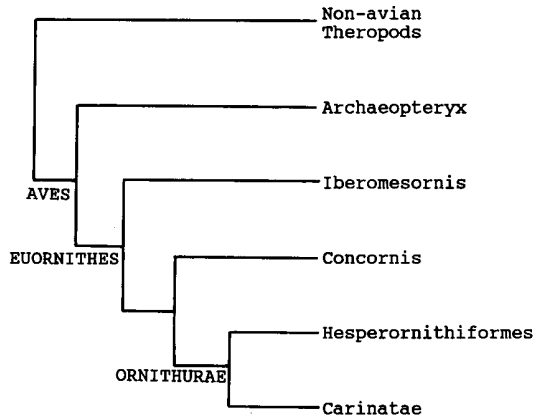 Non-avian
Theropods
Archaeopteryx
Iberomesornis
AVES
Concornis
EUORNITHES
Hesperornithiformes
ORNITHURAE
Carinatae